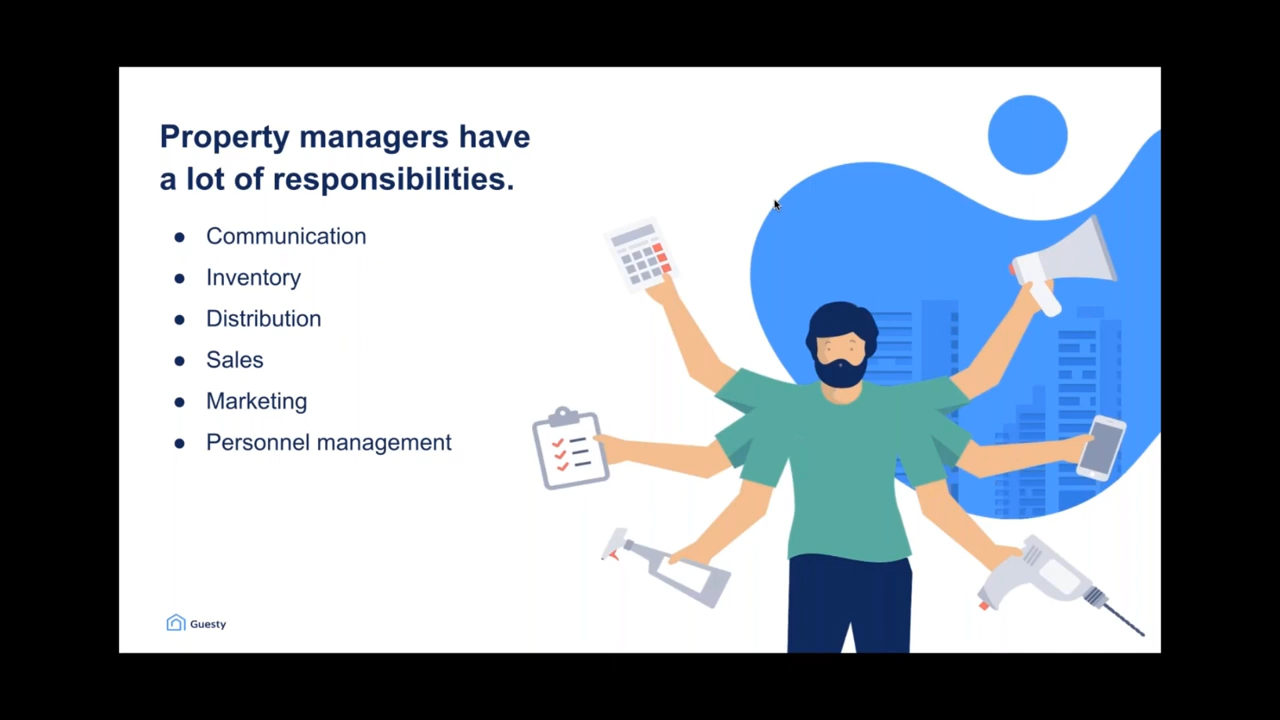 Property managers have
a lot of responsibilities.
● Communication
● Inventory
● Distribution
● Sales
● Marketing
● Personnel management
Guesty